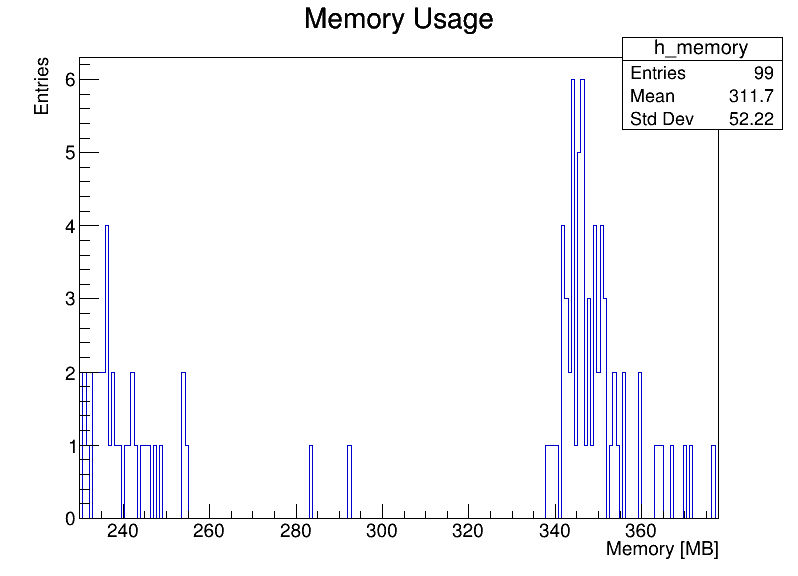 Memory Usage
h_memory
Entries 99
Mean 311.7
Std Dev 52.22
Entries
6
5
4
3
2
1
0
240 260 280 300 320 340 360
Memory [MB]